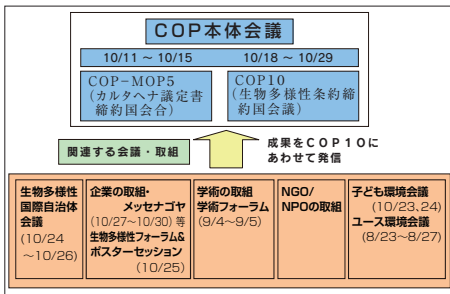 COP本体会議
10/11 ～ 10/15
10/18 ～ 10/29
COP−MOP5
(カルタヘナ議定書
締約国会合)
COP10
(生物多様性条約締
約国会議)
関連する会議・取組
成果をＣＯＰ１０に
あわせて発信
生物多様性
国際自治体
会議
(10/24
～10/26)
企業の取組・
メッセナゴヤ
(10/27～10/30) 等
生物多様性フォーラム&
ポスターセッション
(10/25)
学術の取組
学術フォーラム
(9/4～9/5)
NGO/
NPOの取組
子ども環境会議
(10/23、24)
ユース環境会議
(8/23～8/27)